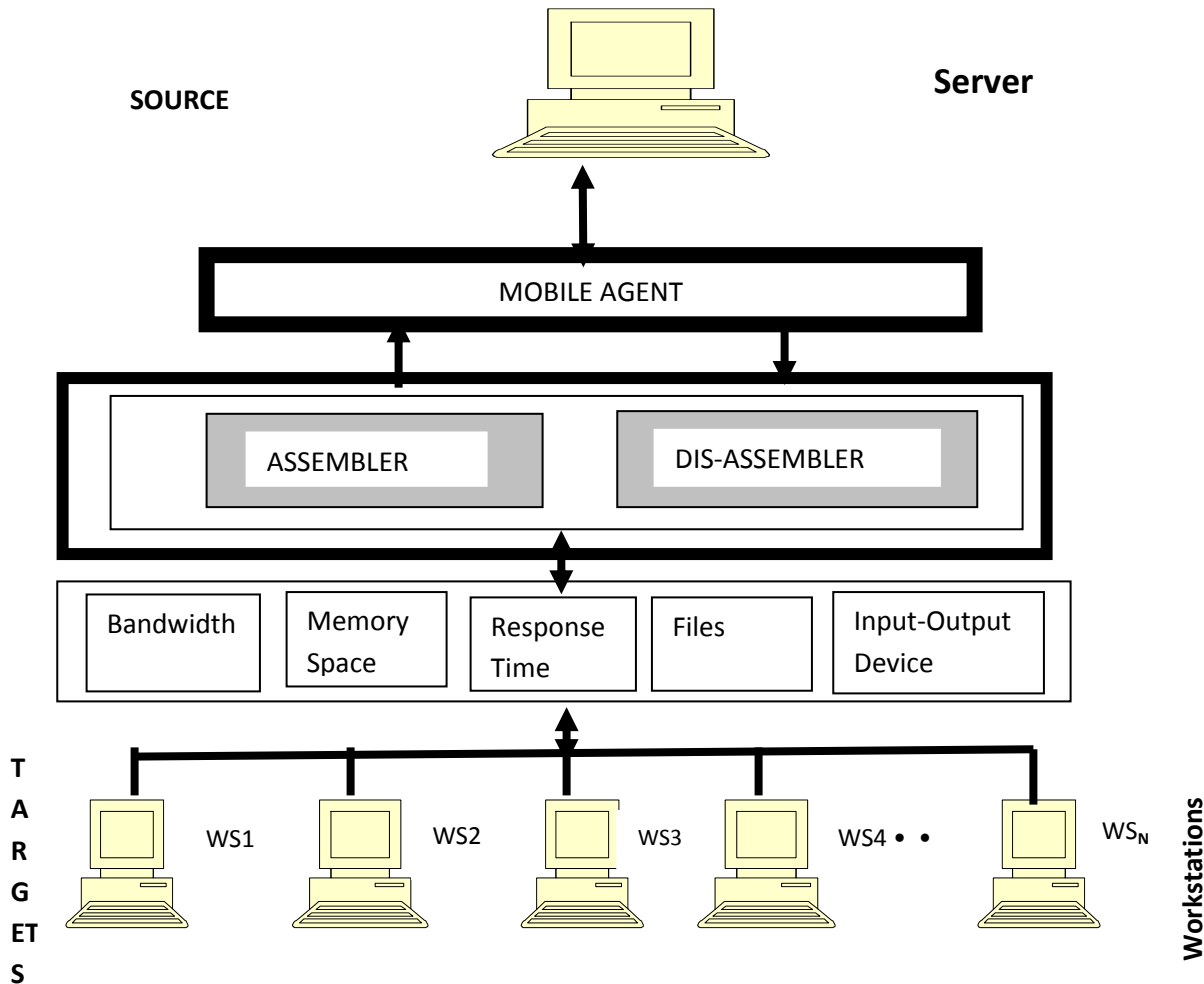 SOURCE
Server
MOBILE AGENT
ASSEMBLER
DIS-ASSEMBLER
Bandwidth
Memory
Space
Response
Time
Files
Input-Output
Device
T
A
R
G
ET
S
WS1
WS2
WS3
WS4 • •
WSN
Workstations